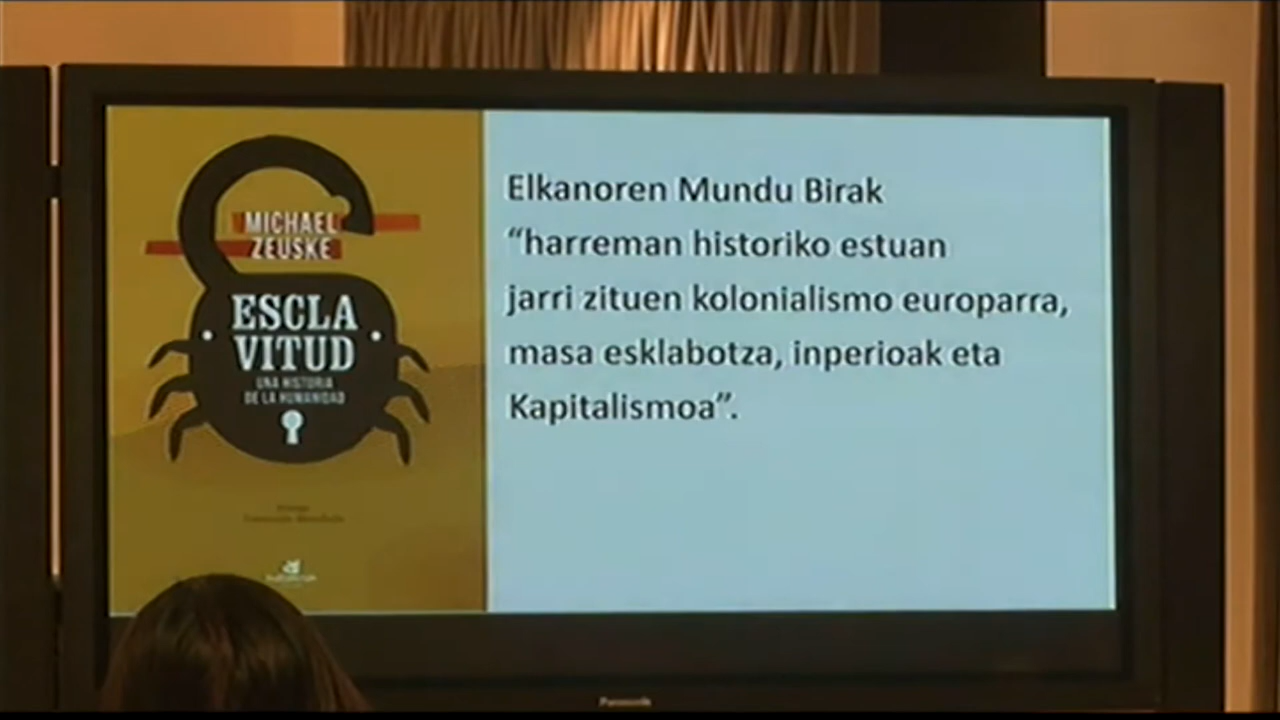 MICHAEL
ZEUSKE
ESCLA
VITUD
UNA HISTORIA
DE LA HUMANIDAD
Elkanoren Mundu Birak
“harreman historiko estuan
jarri zituen kolonialismo europarra,
masa esklabotza, inperioak eta
Kapitalismoa”.
Panasonic